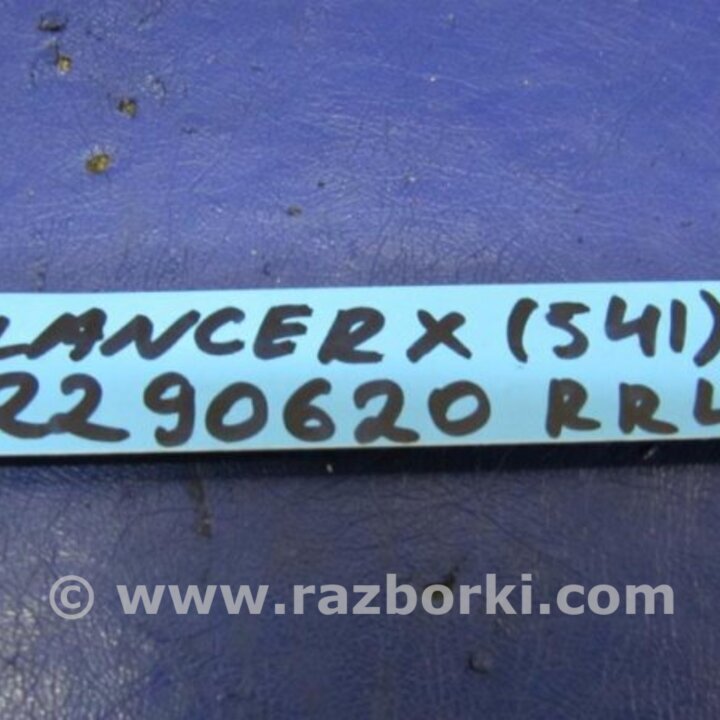 LANCER X (541)
2290620 RRL
© www.razborki.com